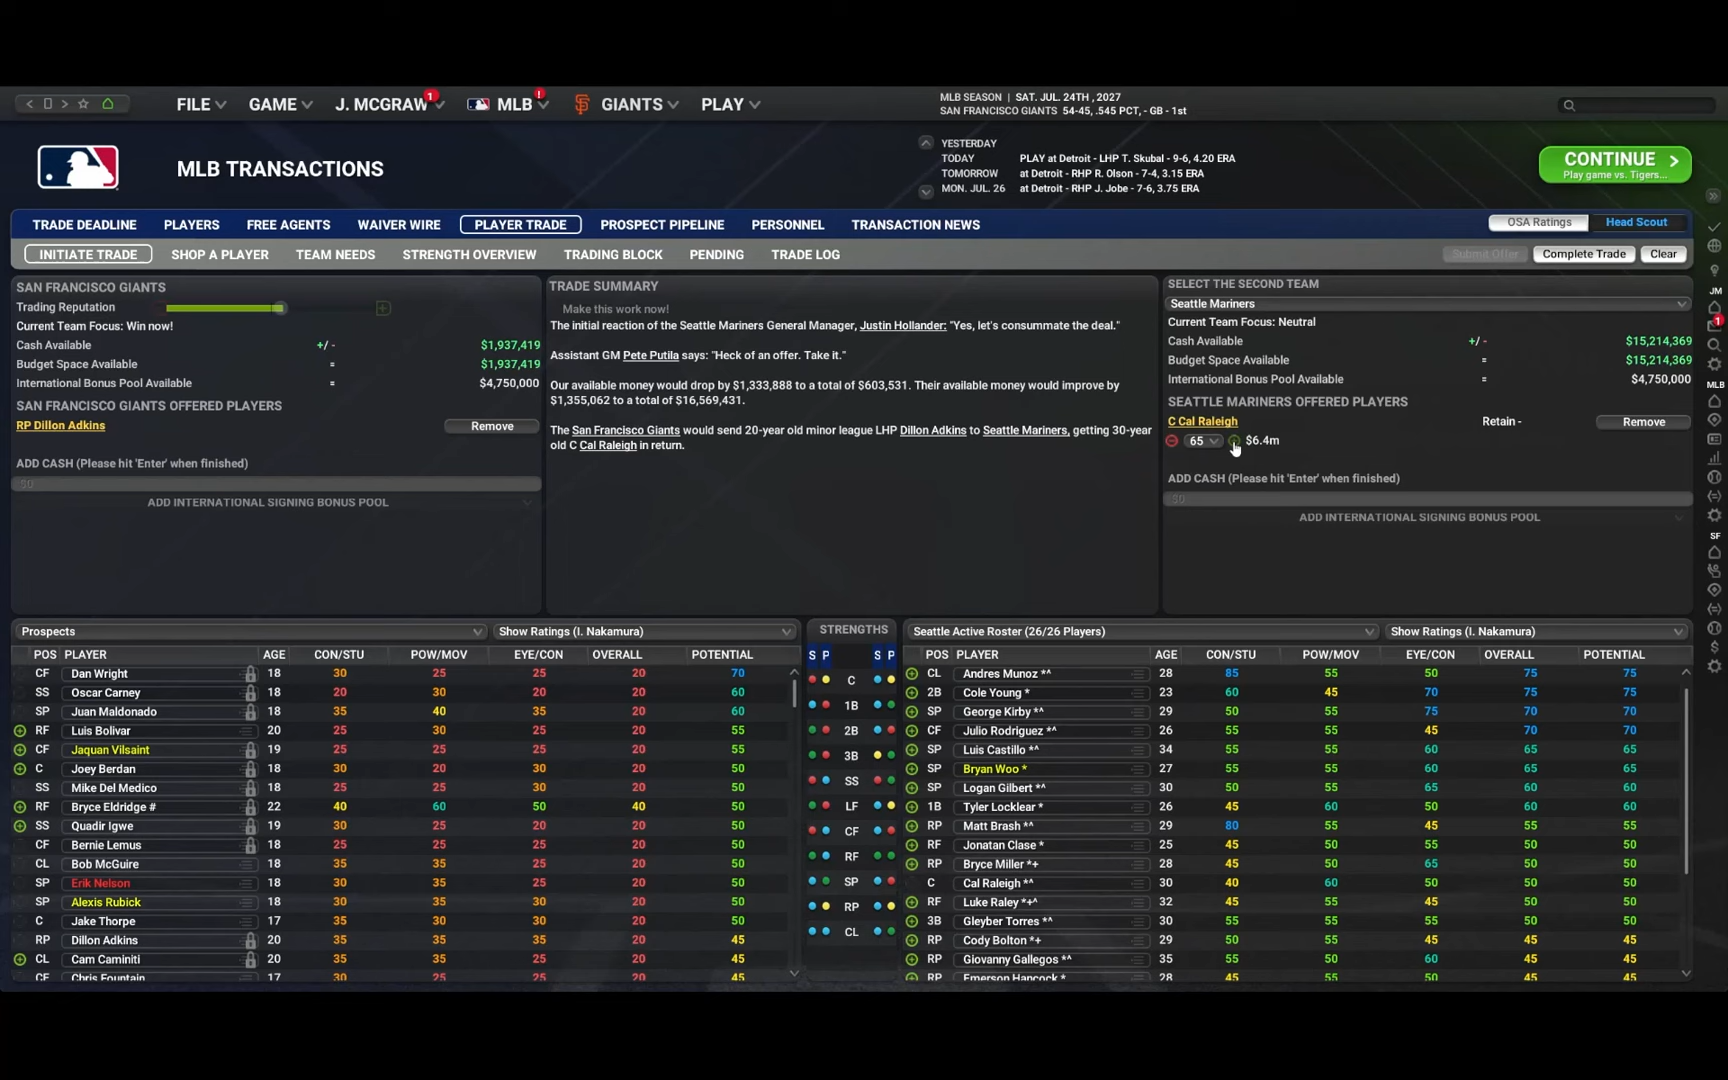 FILE GAME J. MCGRAW 1 MLB ! GIANTS PLAY
MLB SEASON | SAT. JUL. 24TH , 2027
SAN FRANCISCO GIANTS 54-45, .545 PCT, - GB - 1st
MLB TRANSACTIONS
YESTERDAY
TODAY PLAY at Detroit - LHP T. Skubal - 9-6, 4.20 ERA
TOMORROW at Detroit - RHP R. Olson - 7-4, 3.15 ERA
MON. JUL. 26 at Detroit - RHP J. Jobe - 7-6, 3.75 ERA
CONTINUE >
Play game vs. Tigers...
TRADE DEADLINE PLAYERS FREE AGENTS WAIVER WIRE PLAYER TRADE PROSPECT PIPELINE PERSONNEL TRANSACTION NEWS OSA Ratings Head Scout
INITIATE TRADE SHOP A PLAYER TEAM NEEDS STRENGTH OVERVIEW TRADING BLOCK PENDING TRADE LOG Submit Offer Complete Trade Clear
SAN FRANCISCO GIANTS
Trading Reputation
Current Team Focus: Win now!
Cash Available +/ - $1,937,419
Budget Space Available = $1,937,419
International Bonus Pool Available = $4,750,000
SAN FRANCISCO GIANTS OFFERED PLAYERS
RP Dillon Adkins Remove
ADD CASH (Please hit 'Enter' when finished)
$0
ADD INTERNATIONAL SIGNING BONUS POOL
TRADE SUMMARY
Make this work now!
The initial reaction of the Seattle Mariners General Manager, Justin Hollander: "Yes, let's consummate the deal."
Assistant GM Pete Putila says: "Heck of an offer. Take it."
Our available money would drop by $1,333,888 to a total of $603,531. Their available money would improve by
$1,355,062 to a total of $16,569,431.
The San Francisco Giants would send 20-year old minor league LHP Dillon Adkins to Seattle Mariners, getting 30-year
old C Cal Raleigh in return.
SELECT THE SECOND TEAM
Seattle Mariners
Current Team Focus: Neutral
Cash Available +/ - $15,214,369
Budget Space Available = $15,214,369
International Bonus Pool Available = $4,750,000
SEATTLE MARINERS OFFERED PLAYERS
C Cal Raleigh Retain - Remove
65 $6.4m
ADD CASH (Please hit 'Enter' when finished)
$0
ADD INTERNATIONAL SIGNING BONUS POOL
Prospects Show Ratings (I. Nakamura)
POS PLAYER AGE CON/STU POW/MOV EYE/CON OVERALL POTENTIAL
CF Dan Wright 18 30 25 25 20 70
SS Oscar Carney 18 20 30 20 20 60
SP Juan Maldonado 18 35 40 35 20 60
RF Luis Bolivar 20 25 30 25 20 55
CF Jaquan Vilsaint 19 25 25 25 20 55
C Joey Berdan 18 30 20 30 20 50
SS Mike Del Medico 18 25 25 30 20 50
RF Bryce Eldridge # 22 40 60 50 40 50
SS Quadir Igwe 19 30 25 20 20 50
CF Bernie Lemus 18 25 25 25 20 50
CL Bob McGuire 18 35 35 25 20 50
SP Erik Nelson 18 30 35 25 20 50
SP Alexis Rubick 18 30 35 25 20 50
C Jake Thorpe 17 35 30 30 20 50
RP Dillon Adkins 20 35 35 25 20 45
CL Cam Caminiti 20 35 35 25 20 45
CF Chris Fountain 17 30 25 25 20 45
STRENGTHS
S P S P
C
1B
2B
3B
SS
LF
CF
RF
SP
RP
CL
Seattle Active Roster (26/26 Players) Show Ratings (I. Nakamura)
POS PLAYER AGE CON/STU POW/MOV EYE/CON OVERALL POTENTIAL
CL Andres Munoz *^ 28 85 55 50 75 75
2B Cole Young * 23 60 45 70 75 75
SP George Kirby *^ 29 50 55 75 70 70
CF Julio Rodriguez *^ 26 55 55 45 70 70
SP Luis Castillo *^ 34 55 55 60 65 65
SP Bryan Woo * 27 55 55 60 65 65
SP Logan Gilbert *^ 30 50 55 65 60 60
1B Tyler Locklear * 26 45 60 50 60 60
RP Matt Brash *^ 29 80 55 45 55 55
RF Jonatan Clase * 25 45 50 55 50 50
RP Bryce Miller *+ 28 45 50 65 50 50
C Cal Raleigh *^ 30 40 60 50 50 50
RF Luke Raley *+^ 32 45 55 45 50 50
3B Gleyber Torres *^ 30 55 55 55 50 50
RP Cody Bolton *+ 29 50 55 45 45 45
RP Giovanny Gallegos *^ 35 55 50 60 45 45
RP Emerson Hancock * 28 45 55 50 45 45
JM
1
MLB
SF